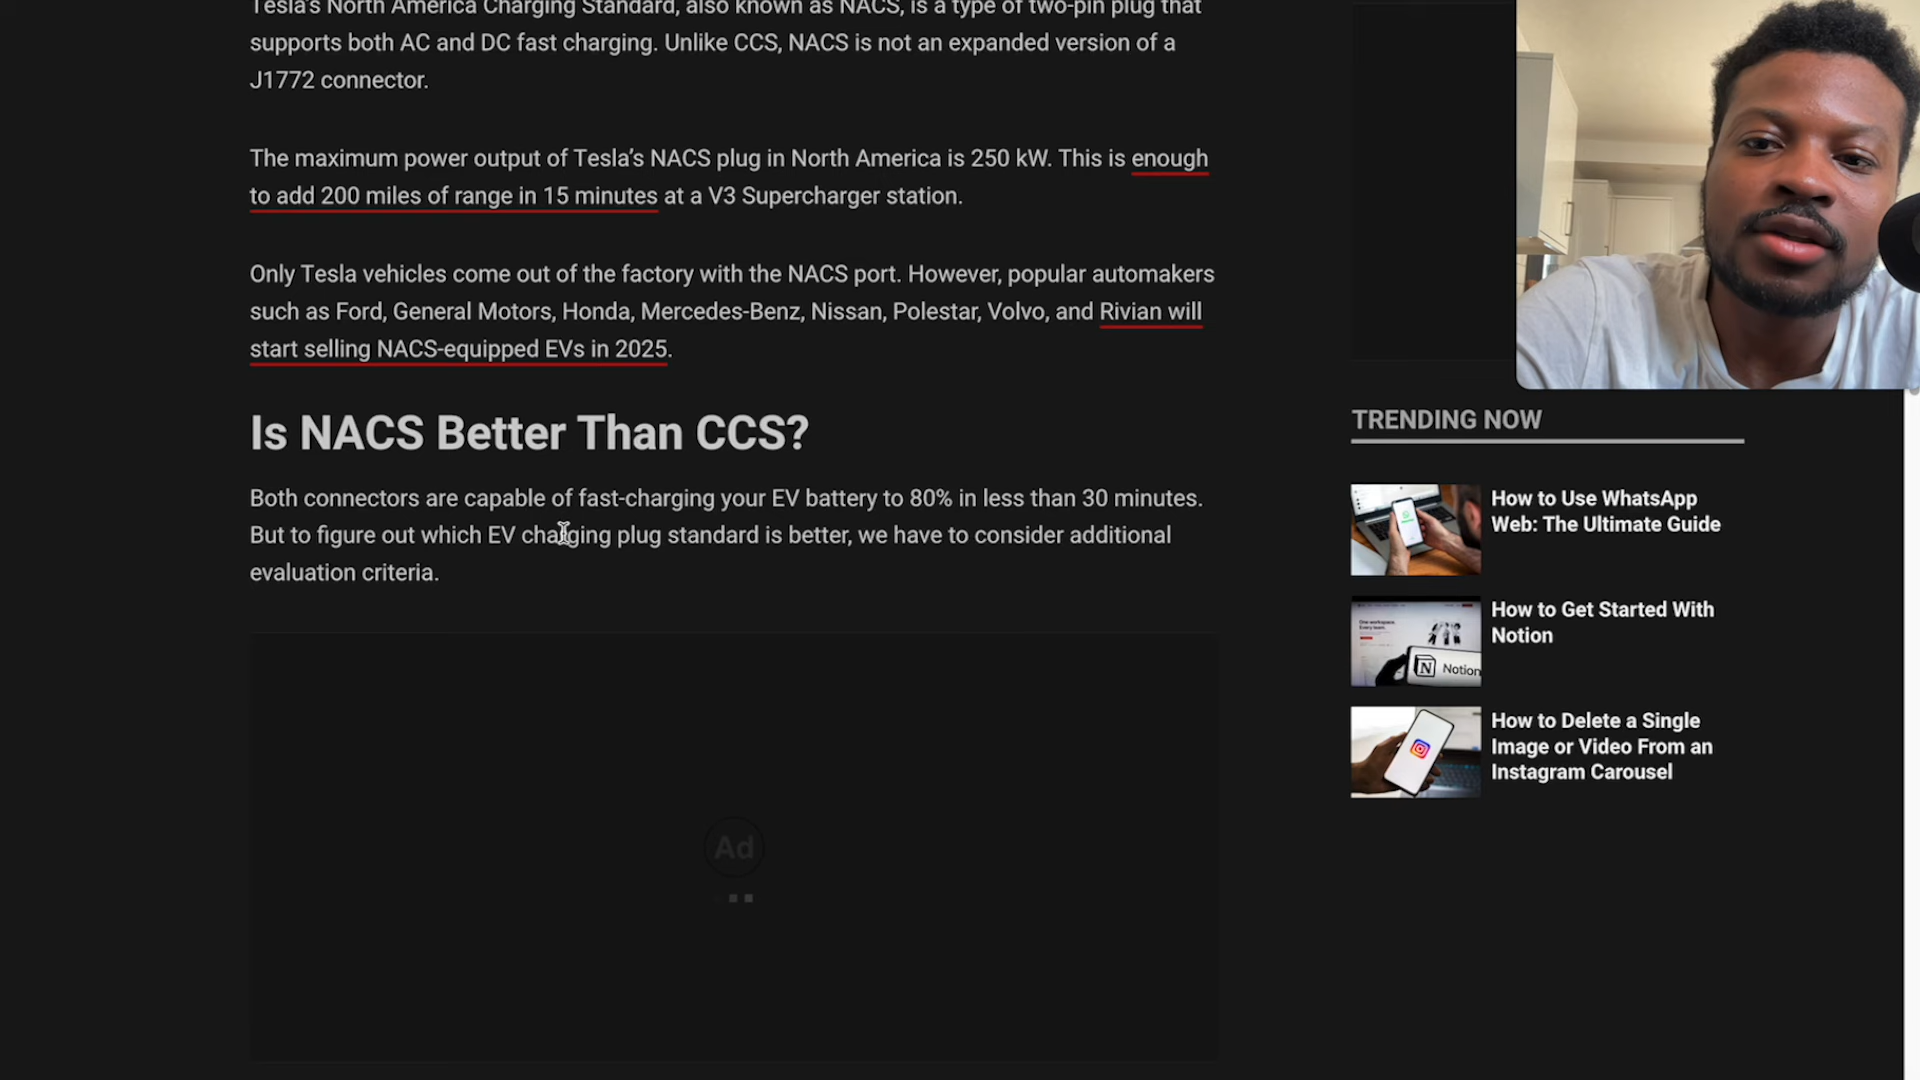 Tesla's North America Charging Standard, also known as NACS, is a type of two-pin plug that
supports both AC and DC fast charging. Unlike CCS, NACS is not an expanded version of a
J1772 connector.
The maximum power output of Tesla's NACS plug in North America is 250 kW. This is enough
to add 200 miles of range in 15 minutes at a V3 Supercharger station.
Only Tesla vehicles come out of the factory with the NACS port. However, popular automakers
such as Ford, General Motors, Honda, Mercedes-Benz, Nissan, Polestar, Volvo, and Rivian will
start selling NACS-equipped EVs in 2025.
Is NACS Better Than CCS?
Both connectors are capable of fast-charging your EV battery to 80% in less than 30 minutes.
But to figure out which EV charging plug standard is better, we have to consider additional
evaluation criteria.
Ad
TRENDING NOW
How to Use WhatsApp
Web: The Ultimate Guide
How to Get Started With
Notion
Notion
How to Delete a Single
Image or Video From an
Instagram Carousel